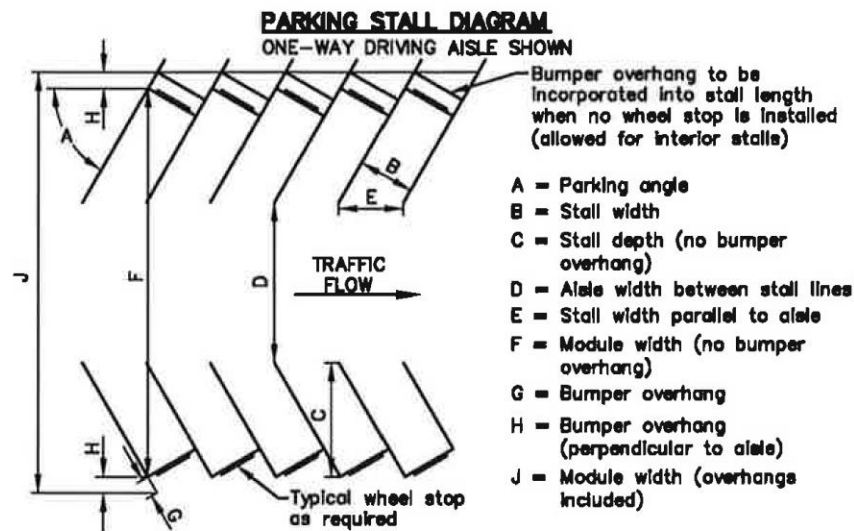 PARKING STALL DIAGRAM
ONE-WAY DRIVING AISLE SHOWN
Bumper overhang to be
incorporated into stall length
when no wheel stop is installed
(allowed for interior stalls)
H
A
B
E
J
F
D
TRAFFIC
FLOW
C
H
G
Typical wheel stop
as required
A = Parking angle
B = Stall width
C = Stall depth (no bumper
overhang)
D = Aisle width between stall lines
E = Stall width parallel to aisle
F = Module width (no bumper
overhang)
G = Bumper overhang
H = Bumper overhang
(perpendicular to aisle)
J = Module width (overhangs
included)